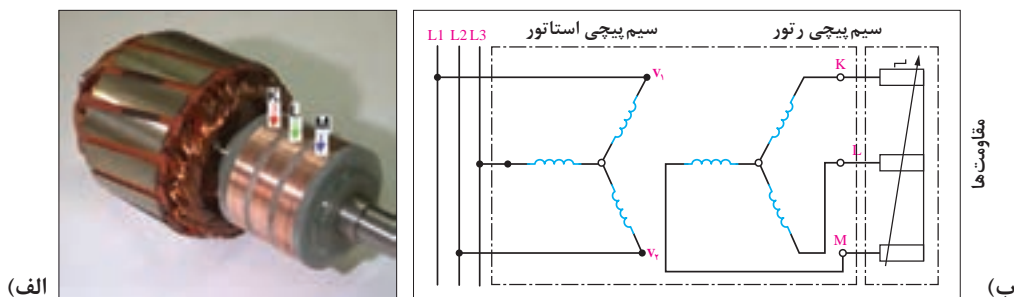 L1 L2 L3
سیم‌پیچی استاتور
سیم‌پیچی رتور
V۱
V۲
K
L
M
مقاومت‌ها
K
L
M
الف)
ب)